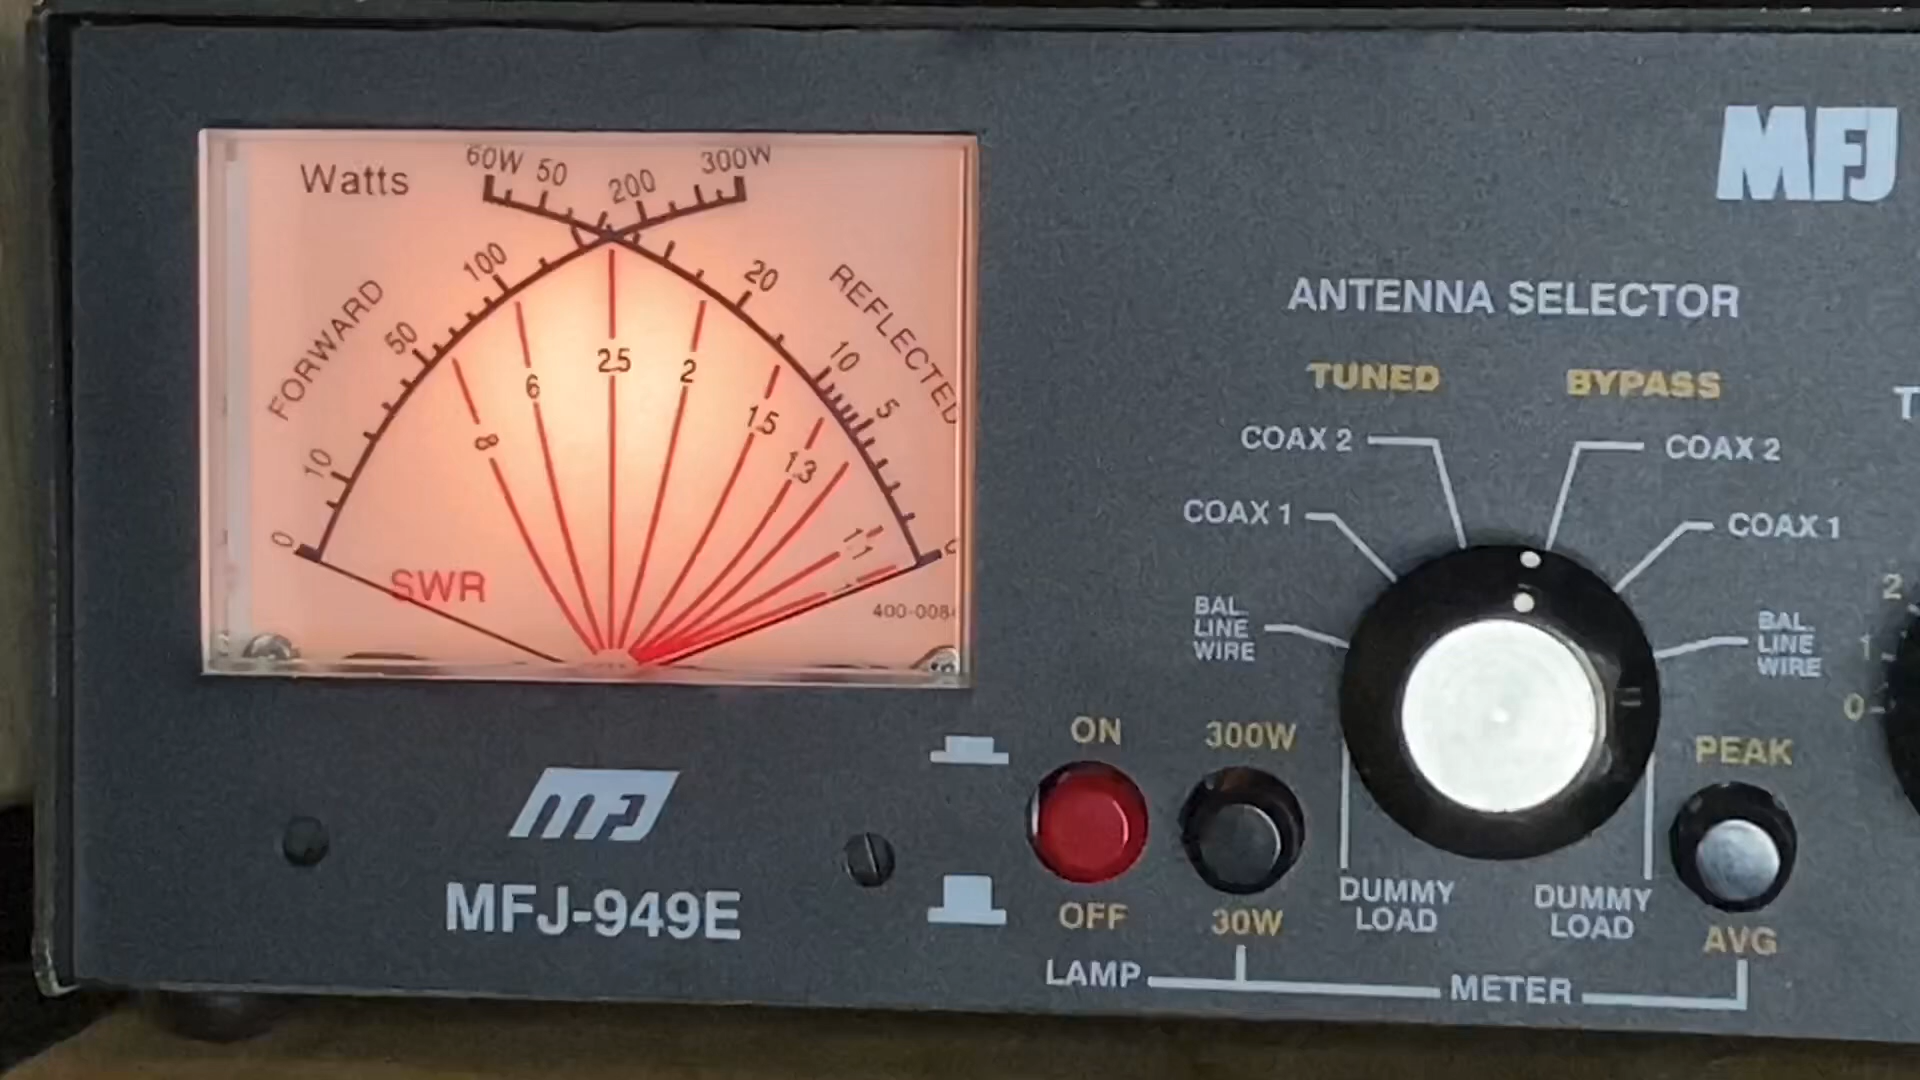 Watts
60W 50 200 300W
100 20
50 10
10 5
0
FORWARD
REFLECTED
∞ 6 2.5 2 1.5 1.3 1.1
SWR
MFJ
MFJ-949E
MFJ
ANTENNA SELECTOR
TUNED BYPASS
COAX 2 COAX 2
COAX 1 COAX 1
BAL. LINE WIRE
BAL. LINE WIRE
2
1
0
ON 300W PEAK
OFF 30W AVG
DUMMY LOAD
DUMMY LOAD
LAMP METER